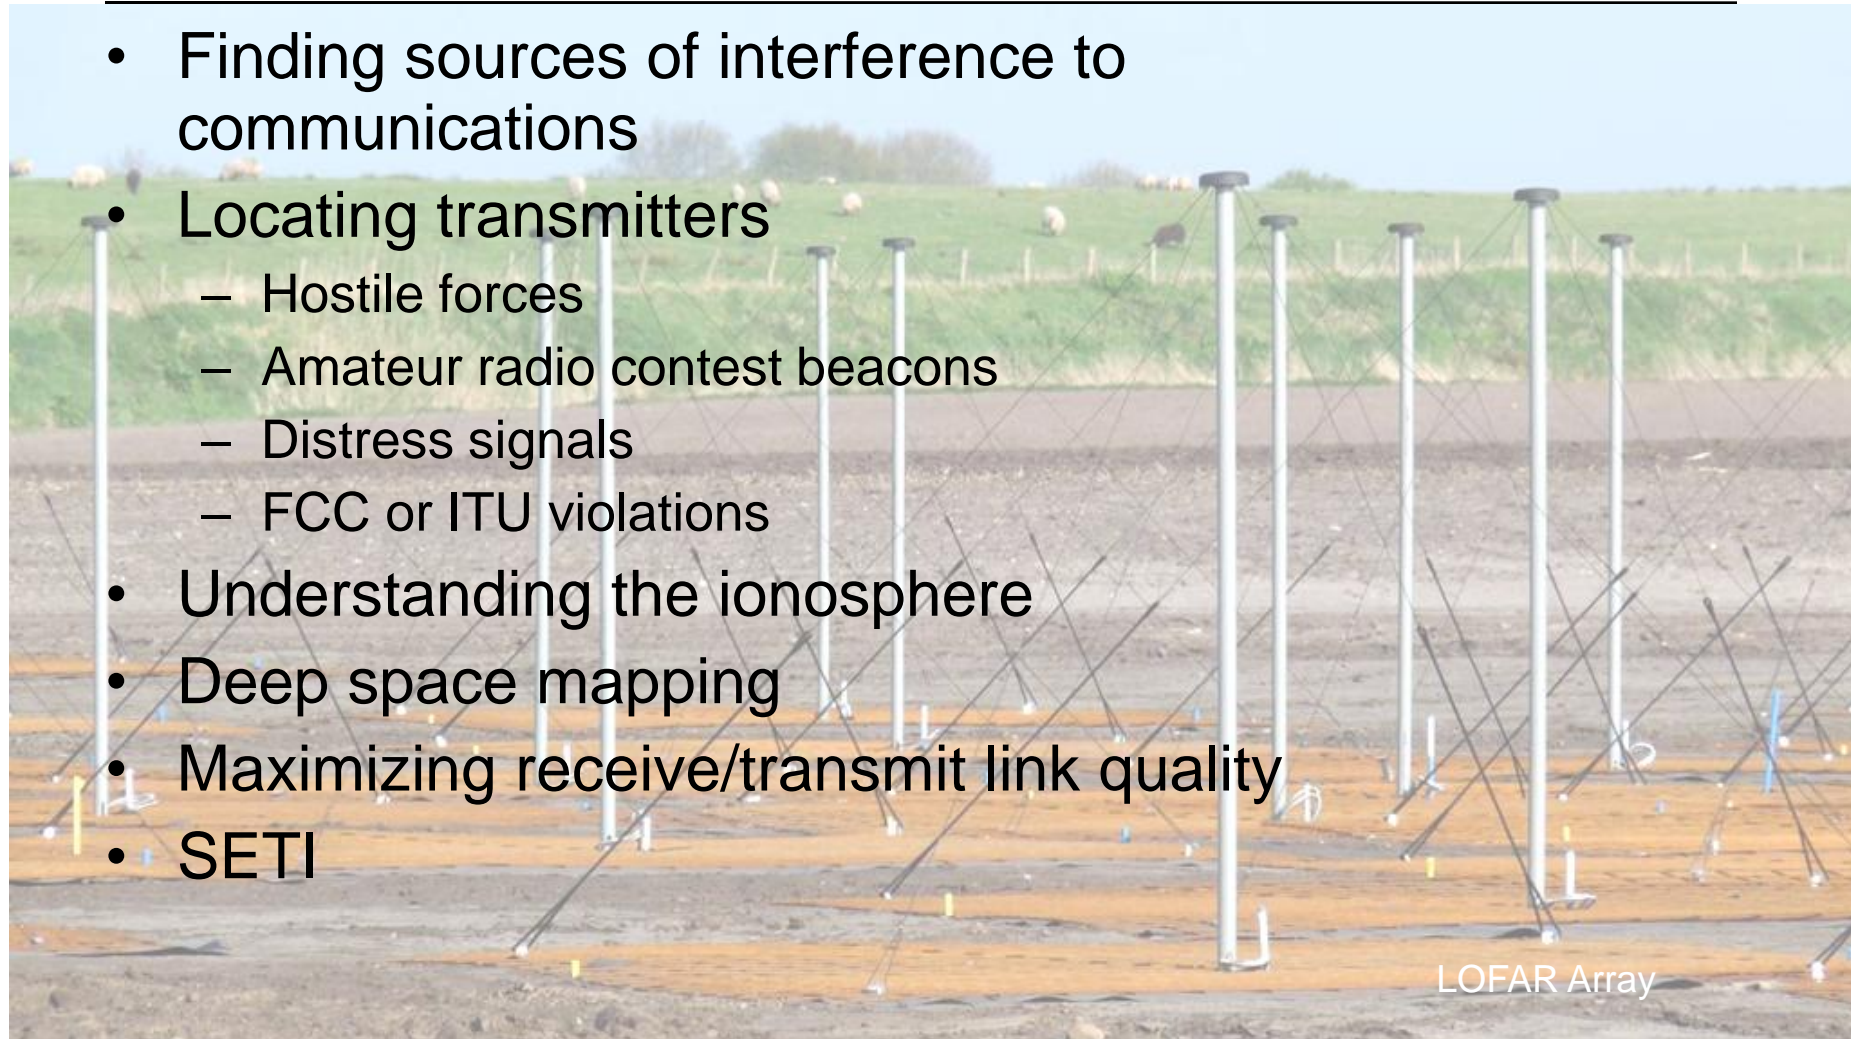 • Finding sources of interference to
communications
• Locating transmitters
– Hostile forces
– Amateur radio contest beacons
– Distress signals
– FCC or ITU violations
• Understanding the ionosphere
• Deep space mapping
• Maximizing receive/transmit link quality
• SETI
LOFAR Array